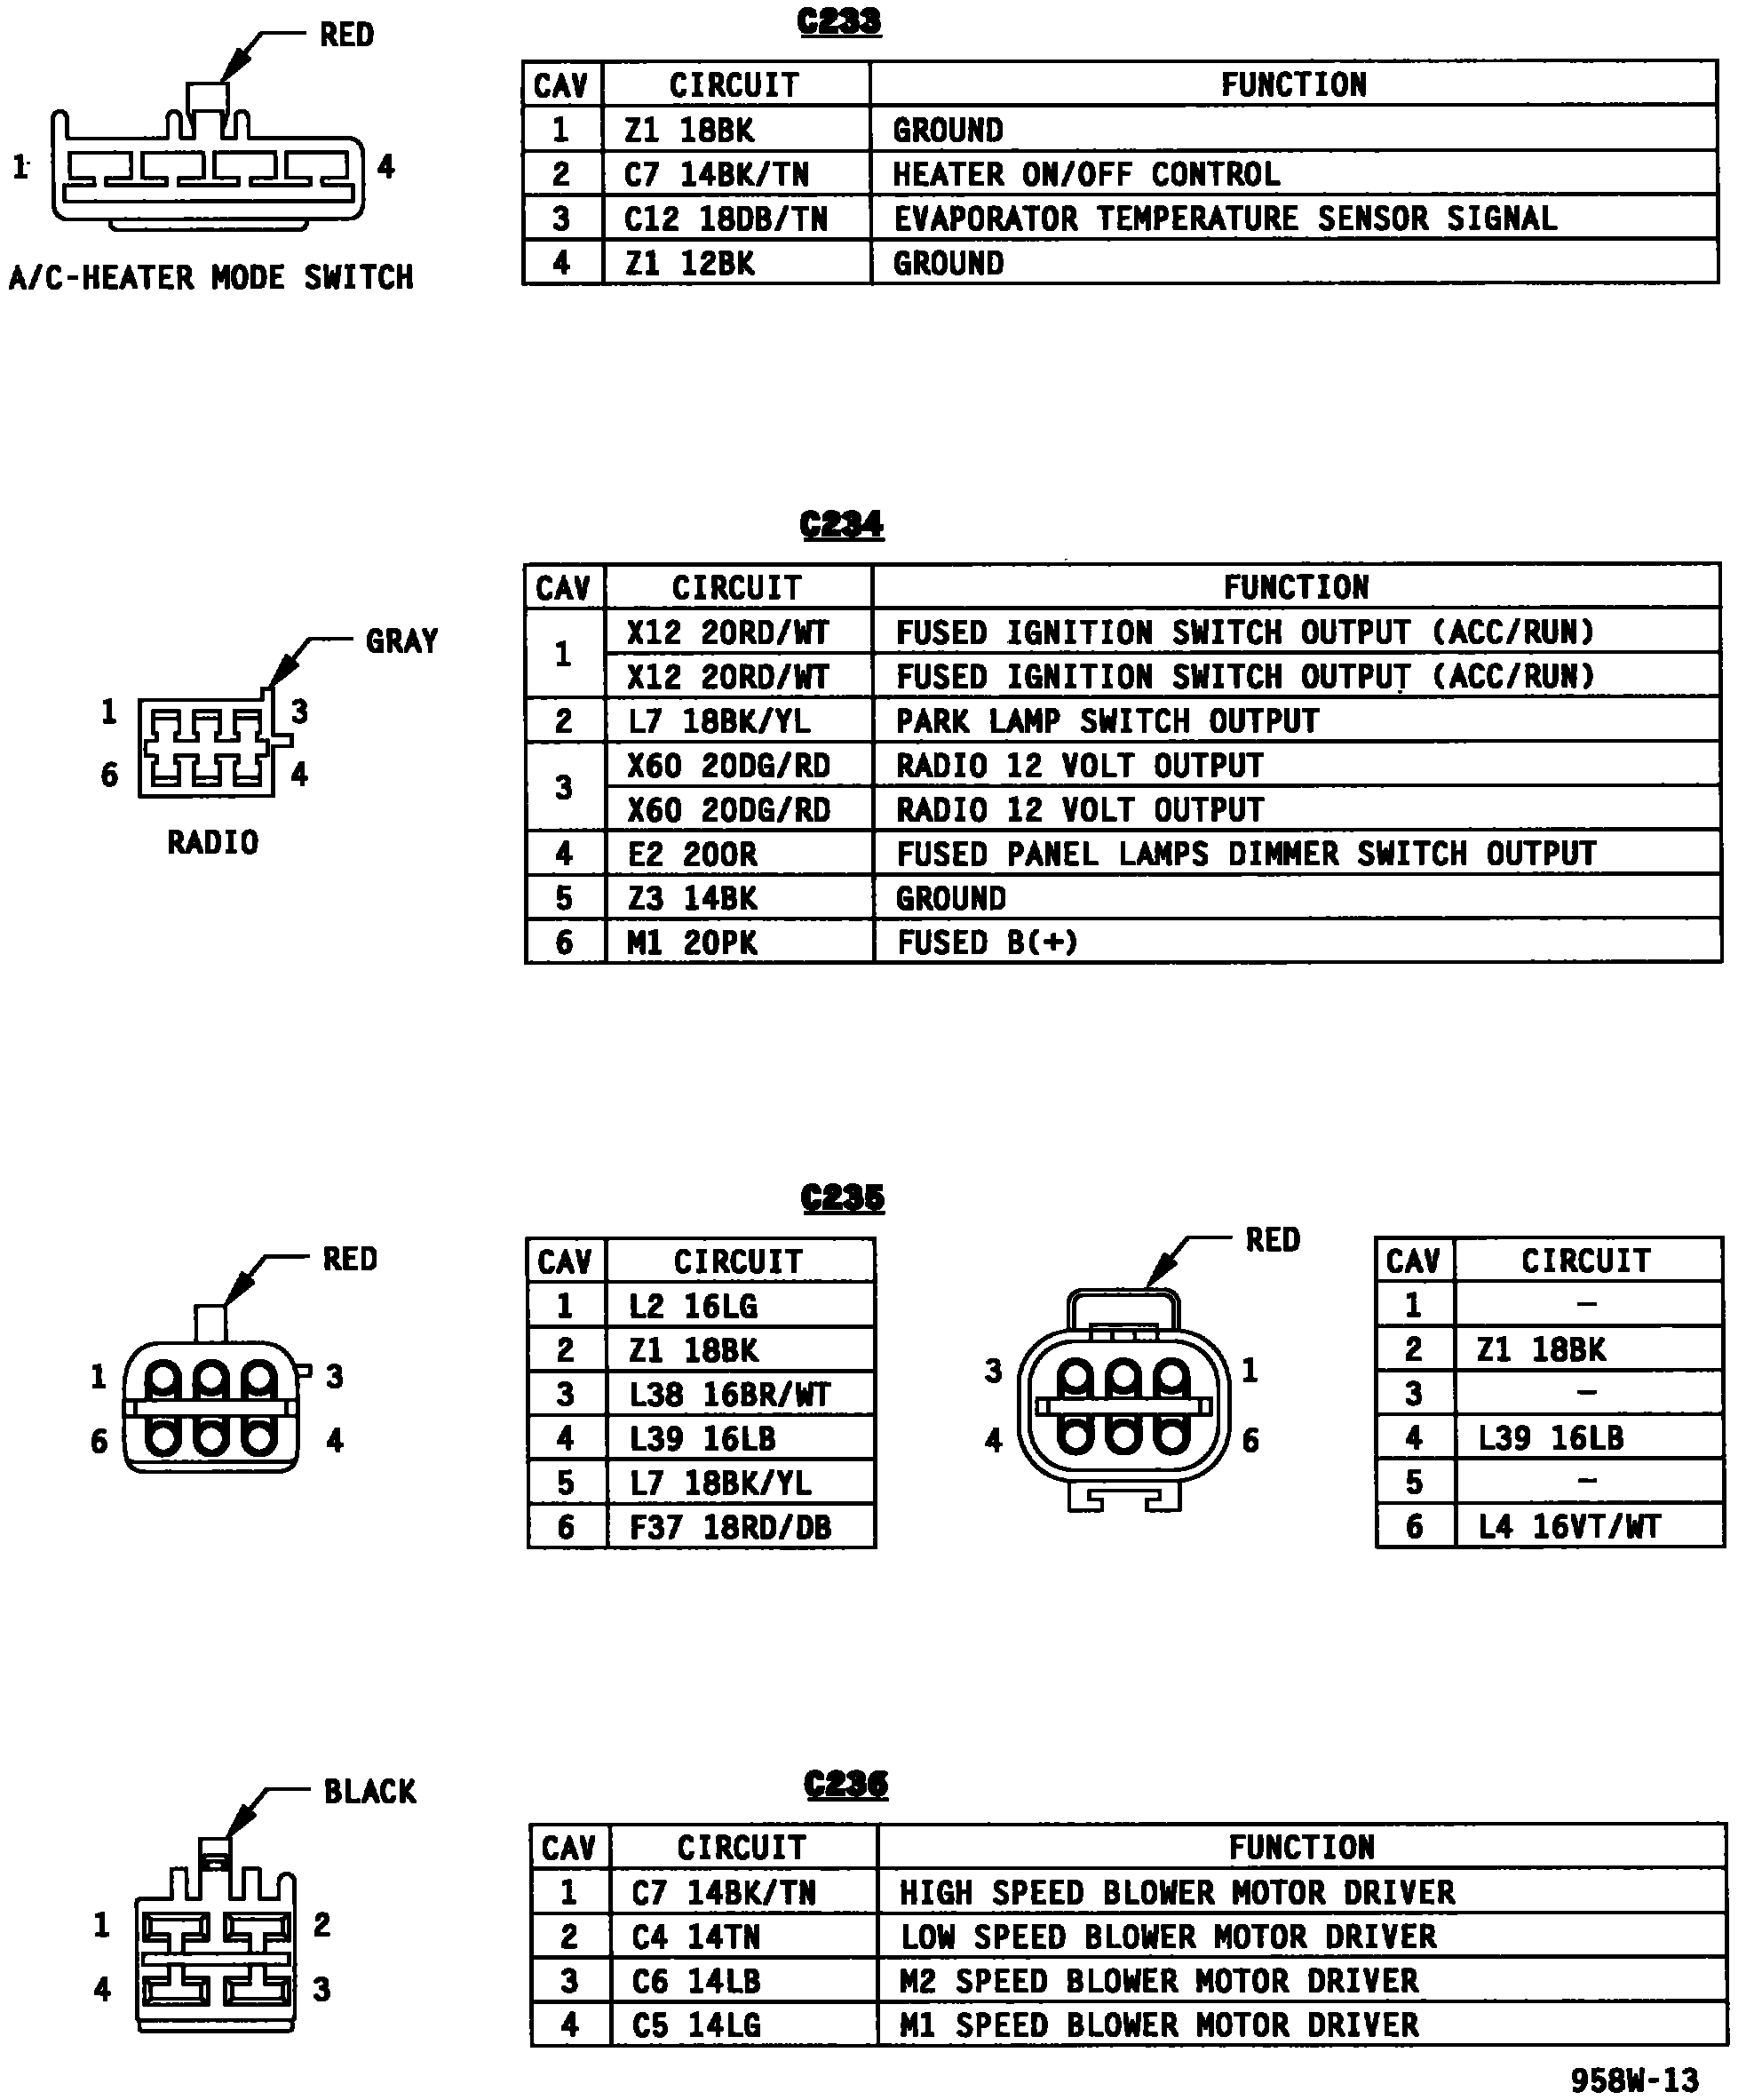 C233
RED
1 4
A/C-HEATER MODE SWITCH
CAV CIRCUIT FUNCTION
1 Z1 18BK GROUND
2 C7 14BK/TN HEATER ON/OFF CONTROL
3 C12 18DB/TN EVAPORATOR TEMPERATURE SENSOR SIGNAL
4 Z1 12BK GROUND
C234
GRAY
1 3
6 4
RADIO
CAV CIRCUIT FUNCTION
1 X12 20RD/WT FUSED IGNITION SWITCH OUTPUT (ACC/RUN)
X12 20RD/WT FUSED IGNITION SWITCH OUTPUT (ACC/RUN)
2 L7 18BK/YL PARK LAMP SWITCH OUTPUT
3 X60 20DG/RD RADIO 12 VOLT OUTPUT
X60 20DG/RD RADIO 12 VOLT OUTPUT
4 E2 20OR FUSED PANEL LAMPS DIMMER SWITCH OUTPUT
5 Z3 14BK GROUND
6 M1 20PK FUSED B(+)
C235
RED
1 3
6 4
CAV CIRCUIT
1 L2 16LG
2 Z1 18BK
3 L38 16BR/WT
4 L39 16LB
5 L7 18BK/YL
6 F37 18RD/DB
RED
3 1
4 6
CAV CIRCUIT
1 –
2 Z1 18BK
3 –
4 L39 16LB
5 –
6 L4 16VT/WT
C236
BLACK
1 2
4 3
CAV CIRCUIT FUNCTION
1 C7 14BK/TN HIGH SPEED BLOWER MOTOR DRIVER
2 C4 14TN LOW SPEED BLOWER MOTOR DRIVER
3 C6 14LB M2 SPEED BLOWER MOTOR DRIVER
4 C5 14LG M1 SPEED BLOWER MOTOR DRIVER
958W-13